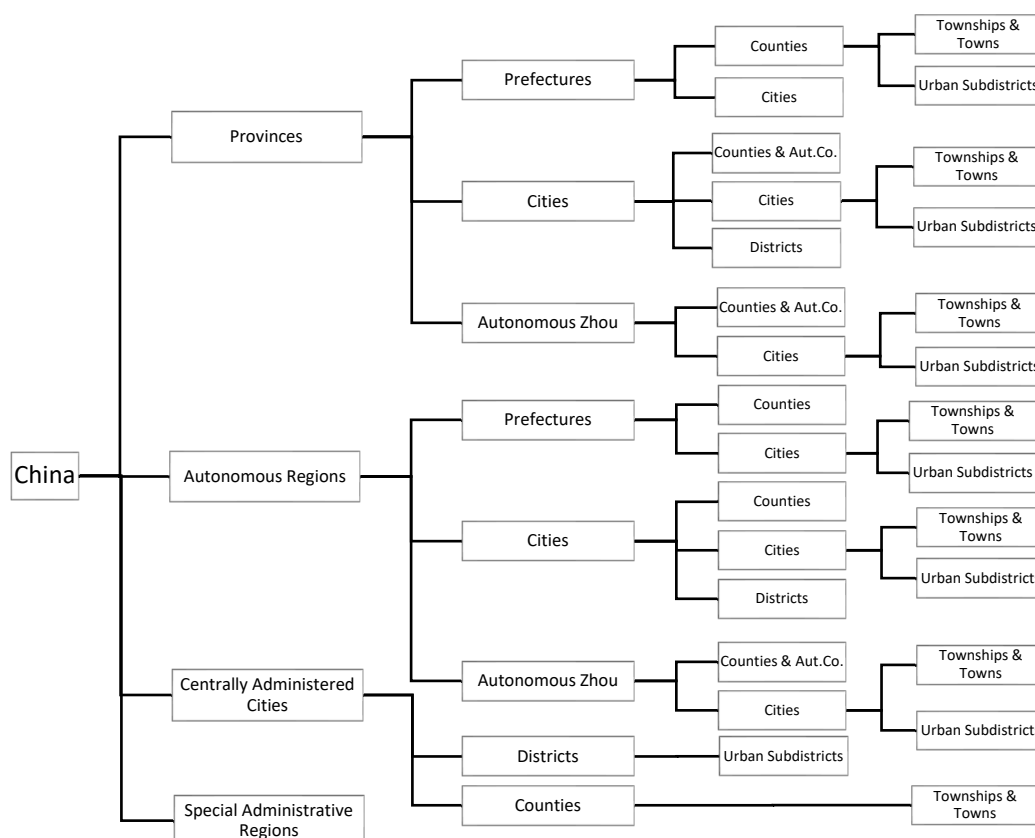 China
Provinces
Prefectures
Counties
Townships &
Towns
Urban Subdistricts
Cities
Cities
Counties & Aut.Co.
Cities
Townships &
Towns
Urban Subdistricts
Districts
Autonomous Zhou
Counties & Aut.Co.
Cities
Townships &
Towns
Urban Subdistricts
Autonomous Regions
Prefectures
Counties
Cities
Townships &
Towns
Urban Subdistricts
Cities
Counties
Cities
Townships &
Towns
Urban Subdistrict
Districts
Autonomous Zhou
Counties & Aut.Co.
Cities
Townships &
Towns
Urban Subdistrict
Centrally Administered
Cities
Districts
Urban Subdistricts
Counties
Townships &
Towns
Special Administrative
Regions